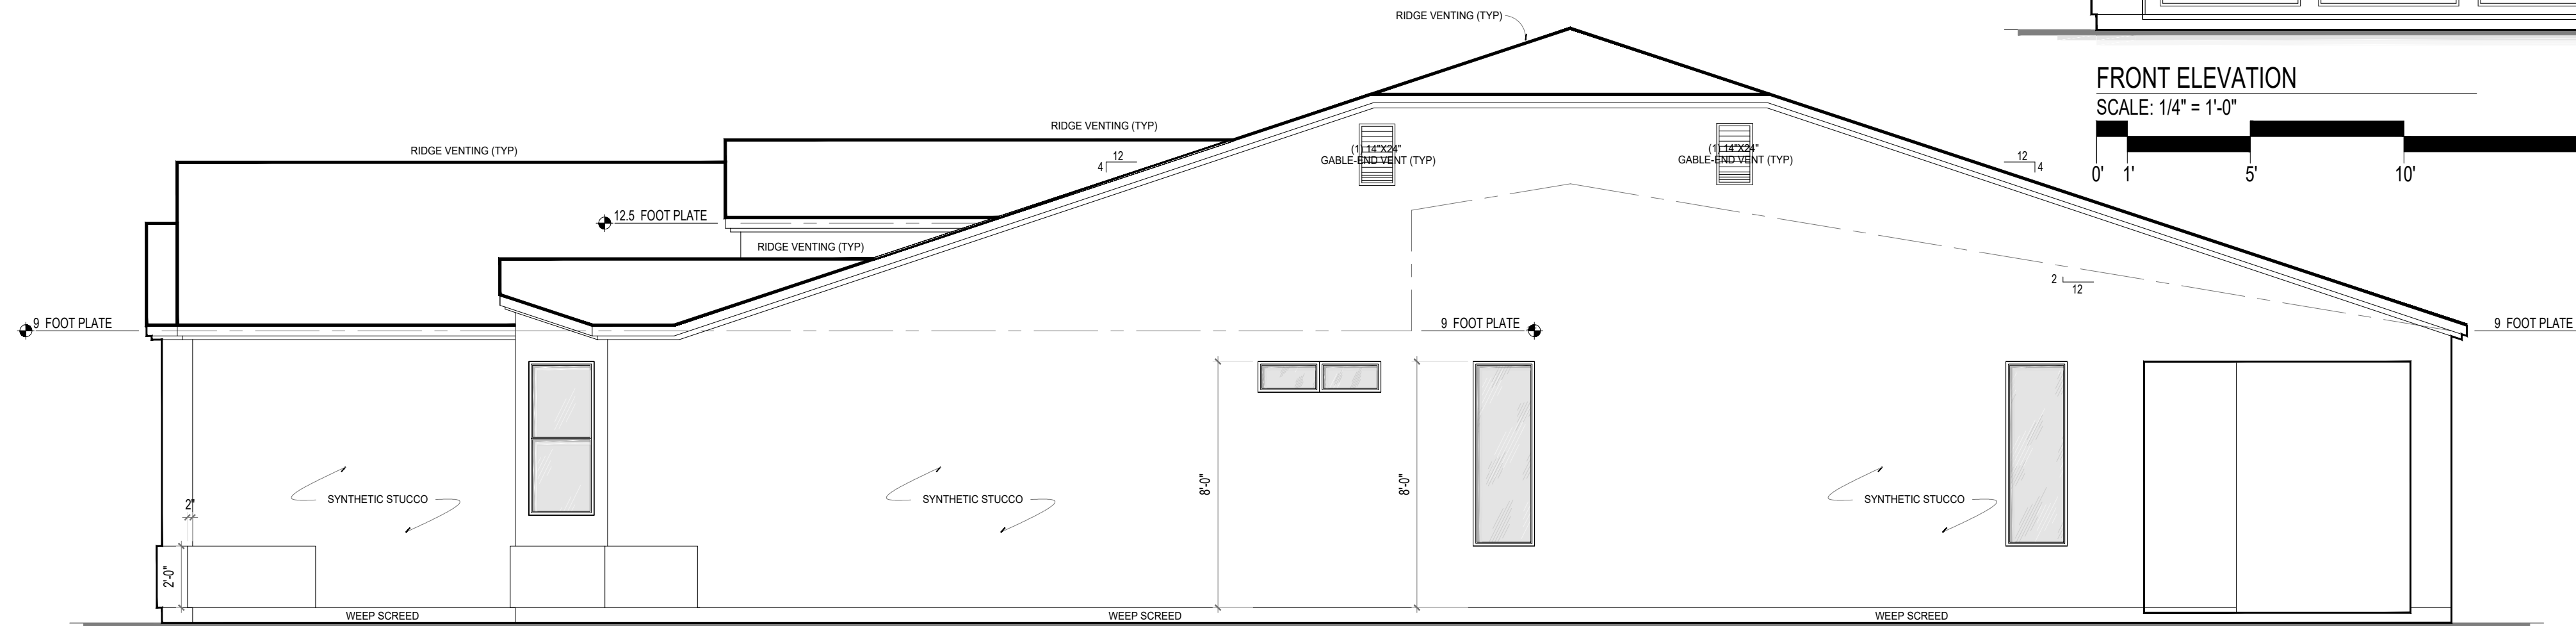 RIDGE VENTING (TYP)
FRONT ELEVATION
SCALE: 1/4" = 1'-0"
0' 1' 5' 10'
RIDGE VENTING (TYP)
RIDGE VENTING (TYP)
12
4
(1) 14"X24"
GABLE-END VENT (TYP)
(1) 14"X24"
GABLE-END VENT (TYP)
12
4
12.5 FOOT PLATE
RIDGE VENTING (TYP)
2
12
9 FOOT PLATE
9 FOOT PLATE
9 FOOT PLATE
8'-0"
8'-0"
2"
SYNTHETIC STUCCO
SYNTHETIC STUCCO
SYNTHETIC STUCCO
2'-0"
WEEP SCREED
WEEP SCREED
WEEP SCREED